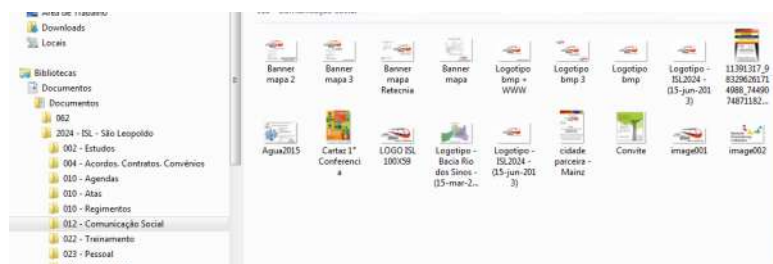 Área de Trabalho
Downloads
Locais
Bibliotecas
Documentos
Documentos
062
2024 - ISL - São Leopoldo
002 - Estudos
004 - Acordos. Contratos. Convênios
010 - Agendas
010 - Atas
010 - Regimentos
012 - Comunicação Social
022 - Treinamento
023 - Pessoal
012 - Comunicação Social
Banner
mapa 2
Banner
mapa 3
Banner
mapa
Retecnia
Banner
mapa
Logotipo
bmp +
WWW
Logotipo
bmp 3
Logotipo
bmp
Logotipo -
ISL2024 -
(15-jun-201
3)
11391317_9
8329626171
4988_74490
74871182...
Agua2015
Cartaz 1ª
Conferenci
a
LOGO ISL
100X59
Logotipo -
Bacia Rio
dos Sinos -
(15-mar-2...
Logotipo -
ISL2024 -
(15-jun-201
3)
cidade
parceira -
Mainz
Convite
image001
image002